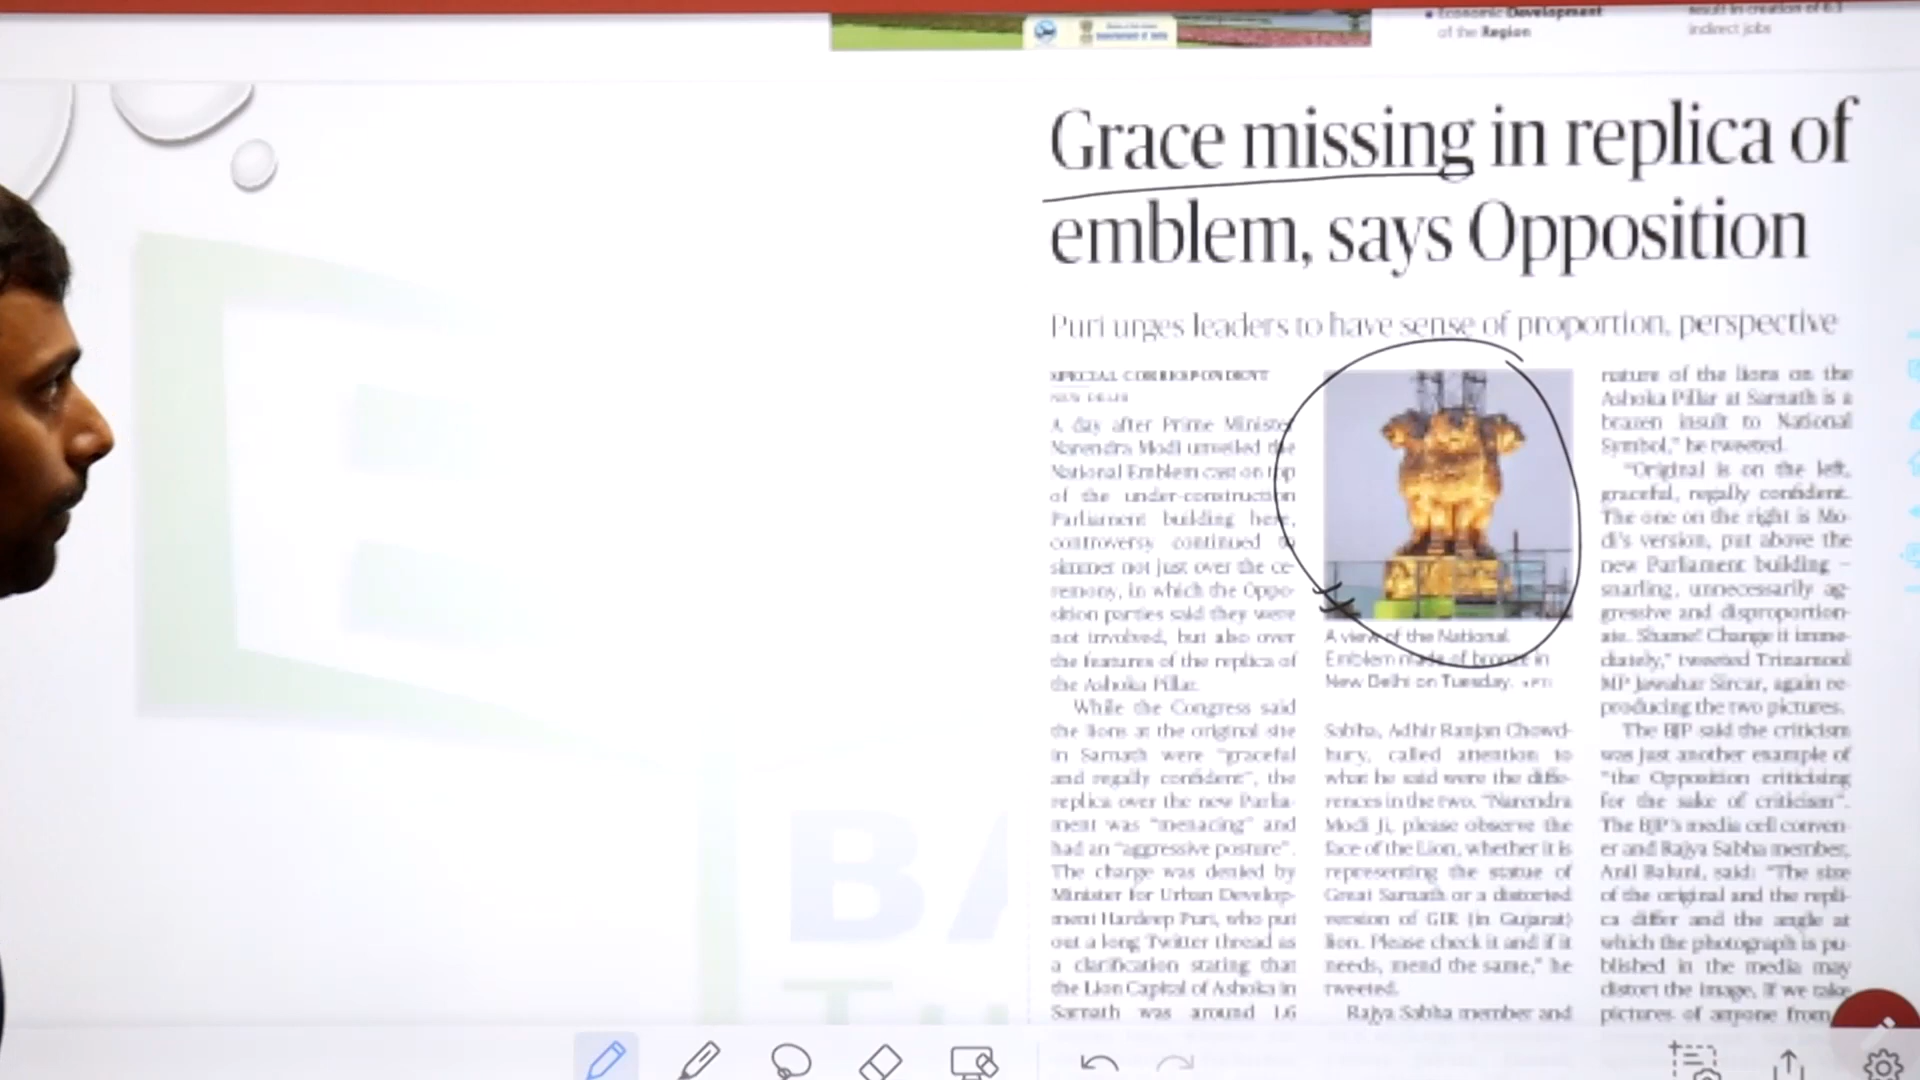 Economic Development
of the Region
result in creation of 6.3
indirect jobs
Grace missing in replica of
emblem, says Opposition
Puri urges leaders to have sense of proportion, perspective
SPECIAL CORRESPONDENT
NEW DELHI
A day after Prime Minister
Narendra Modi unveiled the
National Emblem cast on top
of the under-construction
Parliament building here,
controversy continued to
simmer not just over the ce-
remony, in which the Oppo-
sition parties said they were
not involved, but also over
the features of the replica of
the Ashoka Pillar.
While the Congress said
the lions at the original site
in Sarnath were "graceful
and regally confident", the
replica over the new Parlia-
ment was "menacing" and
had an "aggressive posture".
The charge was denied by
Minister for Urban Develop-
ment Hardeep Puri, who put
out a long Twitter thread as
a clarification stating that
the Lion Capital of Ashoka in
Sarnath was around 1.6
A view of the National
Emblem made of bronze in
New Delhi on Tuesday. PTI
Sabha, Adhir Ranjan Chowd-
hury, called attention to
what he said were the diffe-
rences in the two. "Narendra
Modi Ji, please observe the
face of the Lion, whether it is
representing the statue of
Great Sarnath or a distorted
version of GIR (in Gujarat)
lion. Please check it and if it
needs, mend the same," he
tweeted.
Rajya Sabha member and
nature of the lions on the
Ashoka Pillar at Sarnath is a
brazen insult to National
Symbol," he tweeted.
"Original is on the left,
graceful, regally confident.
The one on the right is Mo-
di's version, put above the
new Parliament building –
snarling, unnecessarily ag-
gressive and disproportion-
ate. Shame! Change it imme-
diately," tweeted Trinamool
MP Jawahar Sircar, again re-
producing the two pictures.
The BJP said the criticism
was just another example of
"the Opposition criticising
for the sake of criticism".
The BJP's media cell conven-
er and Rajya Sabha member,
Anil Baluni, said: "The size
of the original and the repli-
ca differ and the angle at
which the photograph is pu-
blished in the media may
distort the image. If we take
pictures of anyone from
BA